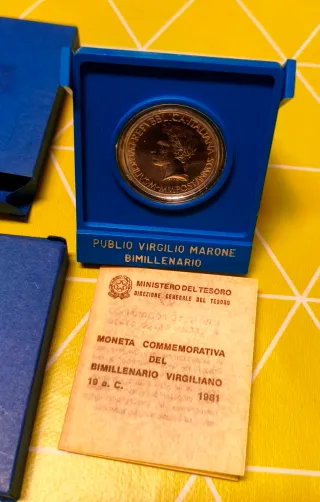 REPVBBLICA ITALIANA
PUBLIO VIRGILIO MARONE
BIMILLENARIO
MINISTERO DEL TESORO
DIREZIONE GENERALE DEL TESORO
MONETA COMMEMORATIVA
DEL
BIMILLENARIO VIRGILIANO
19 a. C. 1981